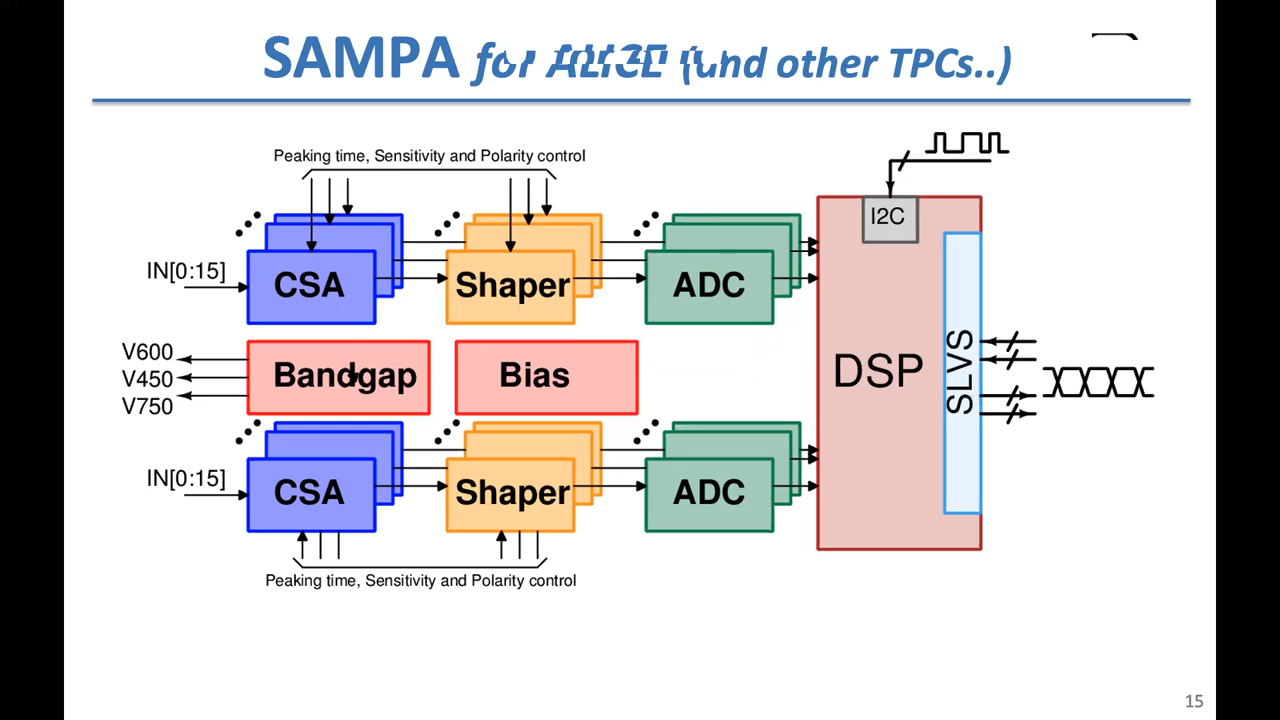 SAMPA for ALICE (and other TPCs..)
Peaking time, Sensitivity and Polarity control
I2C
IN[0:15]
CSA
Shaper
ADC
V600
V450
V750
Bandgap
Bias
DSP
SLVS
IN[0:15]
CSA
Shaper
ADC
Peaking time, Sensitivity and Polarity control
15